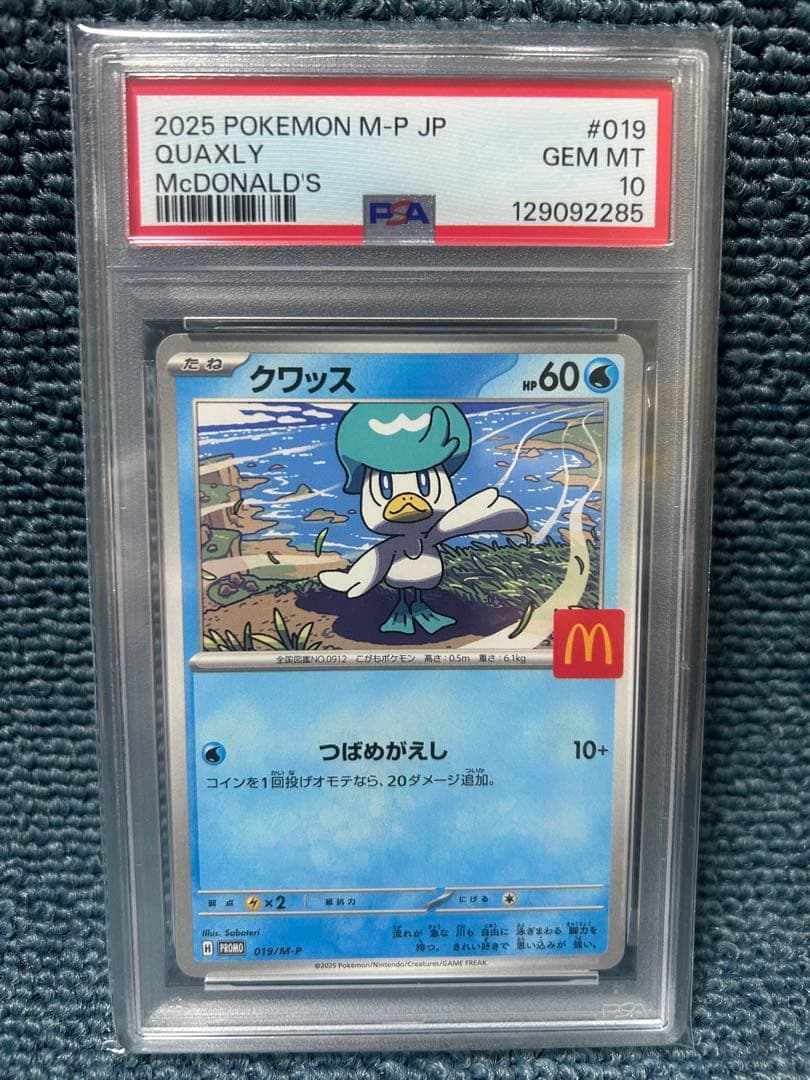 2025 POKEMON M-P JP #019
QUAXLY GEM MT
McDONALD'S 10
PSA 129092285
たね クワッス HP60
M
全国図鑑NO.0912 こがもポケモン 高さ:0.5m 重さ:6.1kg
つばめがえし 10+
コインを1回投げオモテなら、20ダメージ追加。
弱点 ×2 抵抗力 にげる
Illus. Saboteri
流れが 急な 川も 自由に 泳ぎまわる 脚力を
持つ。 きれい好きで 思い込みが 強い。
H PROMO 019/M-P
©2025 Pokémon/Nintendo/Creatures/GAME FREAK.
PSA